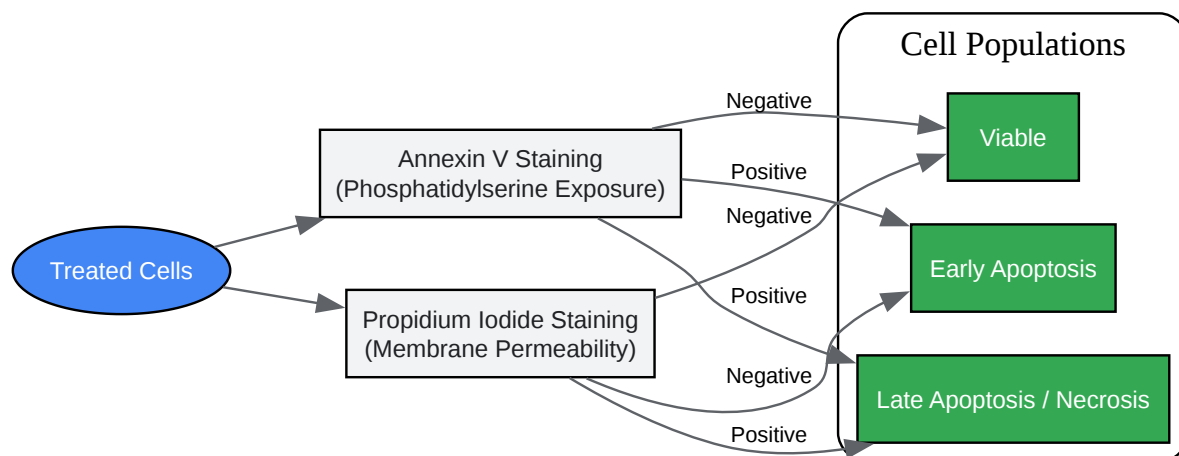 Cell Populations
Negative
Viable
Annexin V Staining
(Phosphatidylserine Exposure)
Positive
Negative
Treated Cells
Early Apoptosis
Positive
Propidium Iodide Staining
(Membrane Permeability)
Negative
Late Apoptosis / Necrosis
Positive